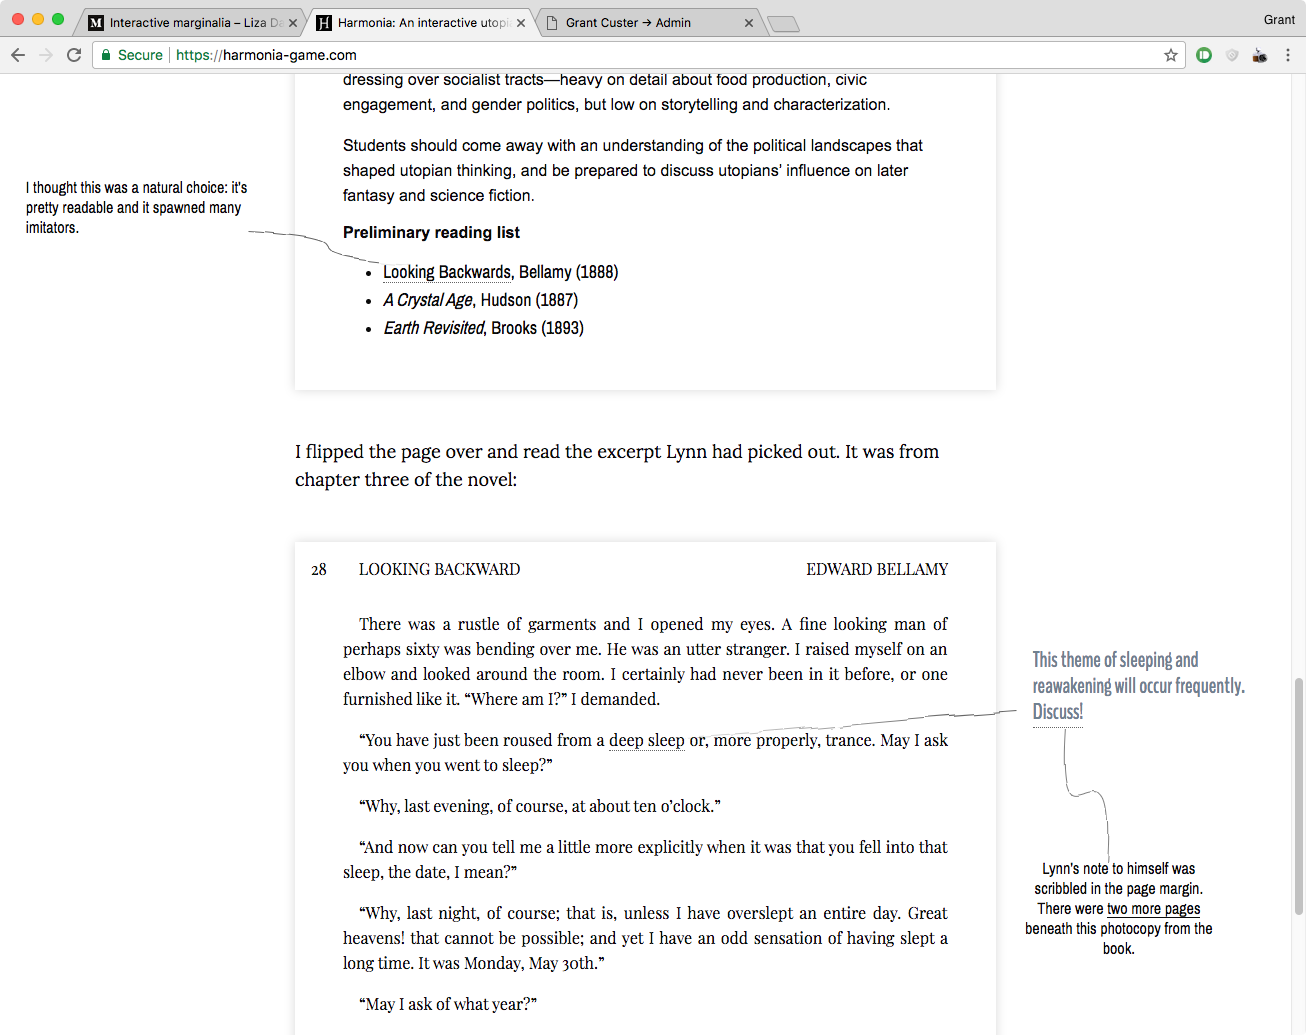 Interactive marginalia – Liza Da
Harmonia: An interactive utopi
Grant Custer → Admin
Grant
Secure
https://harmonia-game.com
dressing over socialist tracts—heavy on detail about food production, civic
engagement, and gender politics, but low on storytelling and characterization.
Students should come away with an understanding of the political landscapes that
shaped utopian thinking, and be prepared to discuss utopians’ influence on later
fantasy and science fiction.
I thought this was a natural choice: it's
pretty readable and it spawned many
imitators.
Preliminary reading list
• Looking Backwards, Bellamy (1888)
• A Crystal Age, Hudson (1887)
• Earth Revisited, Brooks (1893)
I flipped the page over and read the excerpt Lynn had picked out. It was from
chapter three of the novel:
28 LOOKING BACKWARD EDWARD BELLAMY
There was a rustle of garments and I opened my eyes. A fine looking man of
perhaps sixty was bending over me. He was an utter stranger. I raised myself on an
elbow and looked around the room. I certainly had never been in it before, or one
furnished like it. “Where am I?” I demanded.
“You have just been roused from a deep sleep or, more properly, trance. May I ask
you when you went to sleep?”
“Why, last evening, of course, at about ten o’clock.”
“And now can you tell me a little more explicitly when it was that you fell into that
sleep, the date, I mean?”
“Why, last night, of course; that is, unless I have overslept an entire day. Great
heavens! that cannot be possible; and yet I have an odd sensation of having slept a
long time. It was Monday, May 30th.”
“May I ask of what year?”
This theme of sleeping and
reawakening will occur frequently.
Discuss!
Lynn's note to himself was
scribbled in the page margin.
There were two more pages
beneath this photocopy from the
book.